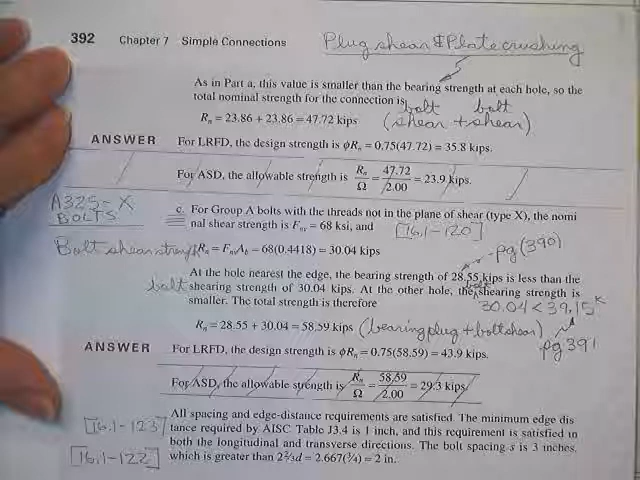 392 Chapter 7 Simple Connections Plug shear & Plate crushing
As in Part a, this value is smaller than the bearing strength at each hole, so the
total nominal strength for the connection is
bolt bolt
Rₙ = 23.86 + 23.86 = 47.72 kips (shear + shear)
ANSWER For LRFD, the design strength is ϕRₙ = 0.75(47.72) = 35.8 kips.
For ASD, the allowable strength is Rₙ/Ω = 47.72/2.00 = 23.9 kips.
A325-X
BOLTS
c. For Group A bolts with the threads not in the plane of shear (type X), the nomi
nal shear strength is Fₙᵥ = 68 ksi, and [16.1-120]
Bolt shear strength Rₙ = FₙᵥA_b = 68(0.4418) = 30.04 kips -pg(390)
At the hole nearest the edge, the bearing strength of 28.55 kips is less than the
bolt shearing strength of 30.04 kips. At the other hole, the bolt shearing strength is
smaller. The total strength is therefore 30.04 < 39.15ᵏ
Rₙ = 28.55 + 30.04 = 58.59 kips (bearing plug + bolt shear)
pg 391
ANSWER For LRFD, the design strength is ϕRₙ = 0.75(58.59) = 43.9 kips.
For ASD, the allowable strength is Rₙ/Ω = 58.59/2.00 = 29.3 kips.
All spacing and edge-distance requirements are satisfied. The minimum edge dis
[16.1-123] tance required by AISC Table J3.4 is 1 inch, and this requirement is satisfied in
both the longitudinal and transverse directions. The bolt spacing s is 3 inches,
[16.1-122] which is greater than 2⅔d = 2.667(¾) = 2 in.